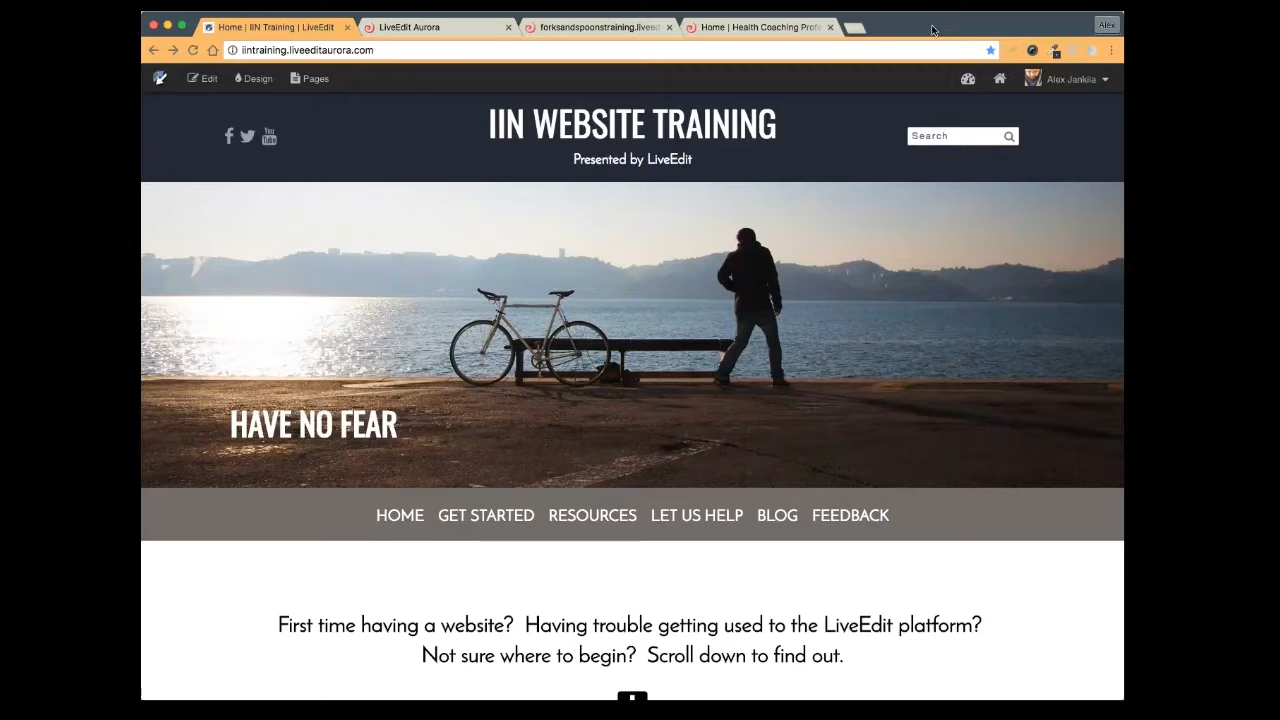 Home | IIN Training | LiveEdit
LiveEdit Aurora
forksandspoonstraining.liveed
Home | Health Coaching Profe
Alex
iintraining.liveeditaurora.com
Edit
Design
Pages
Alex Jankila
IIN WEBSITE TRAINING
You
Tube
Search
Presented by LiveEdit
HAVE NO FEAR
HOME GET STARTED RESOURCES LET US HELP BLOG FEEDBACK
First time having a website? Having trouble getting used to the LiveEdit platform?
Not sure where to begin? Scroll down to find out.